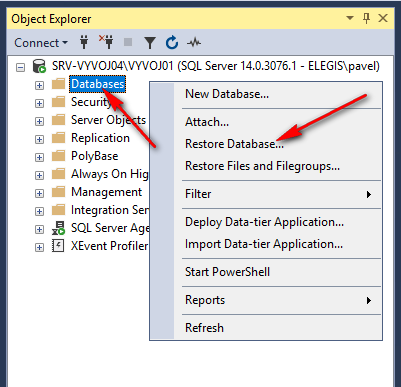 Object Explorer
Connect
SRV-VYVOJ04\VYVOJ01 (SQL Server 14.0.3076.1 - ELEGIS\pavel)
Databases
Security
Server Objects
Replication
PolyBase
Always On Hig
Management
Integration Ser
SQL Server Age
XEvent Profiler
New Database...
Attach...
Restore Database...
Restore Files and Filegroups...
Filter
Deploy Data-tier Application...
Import Data-tier Application...
Start PowerShell
Reports
Refresh